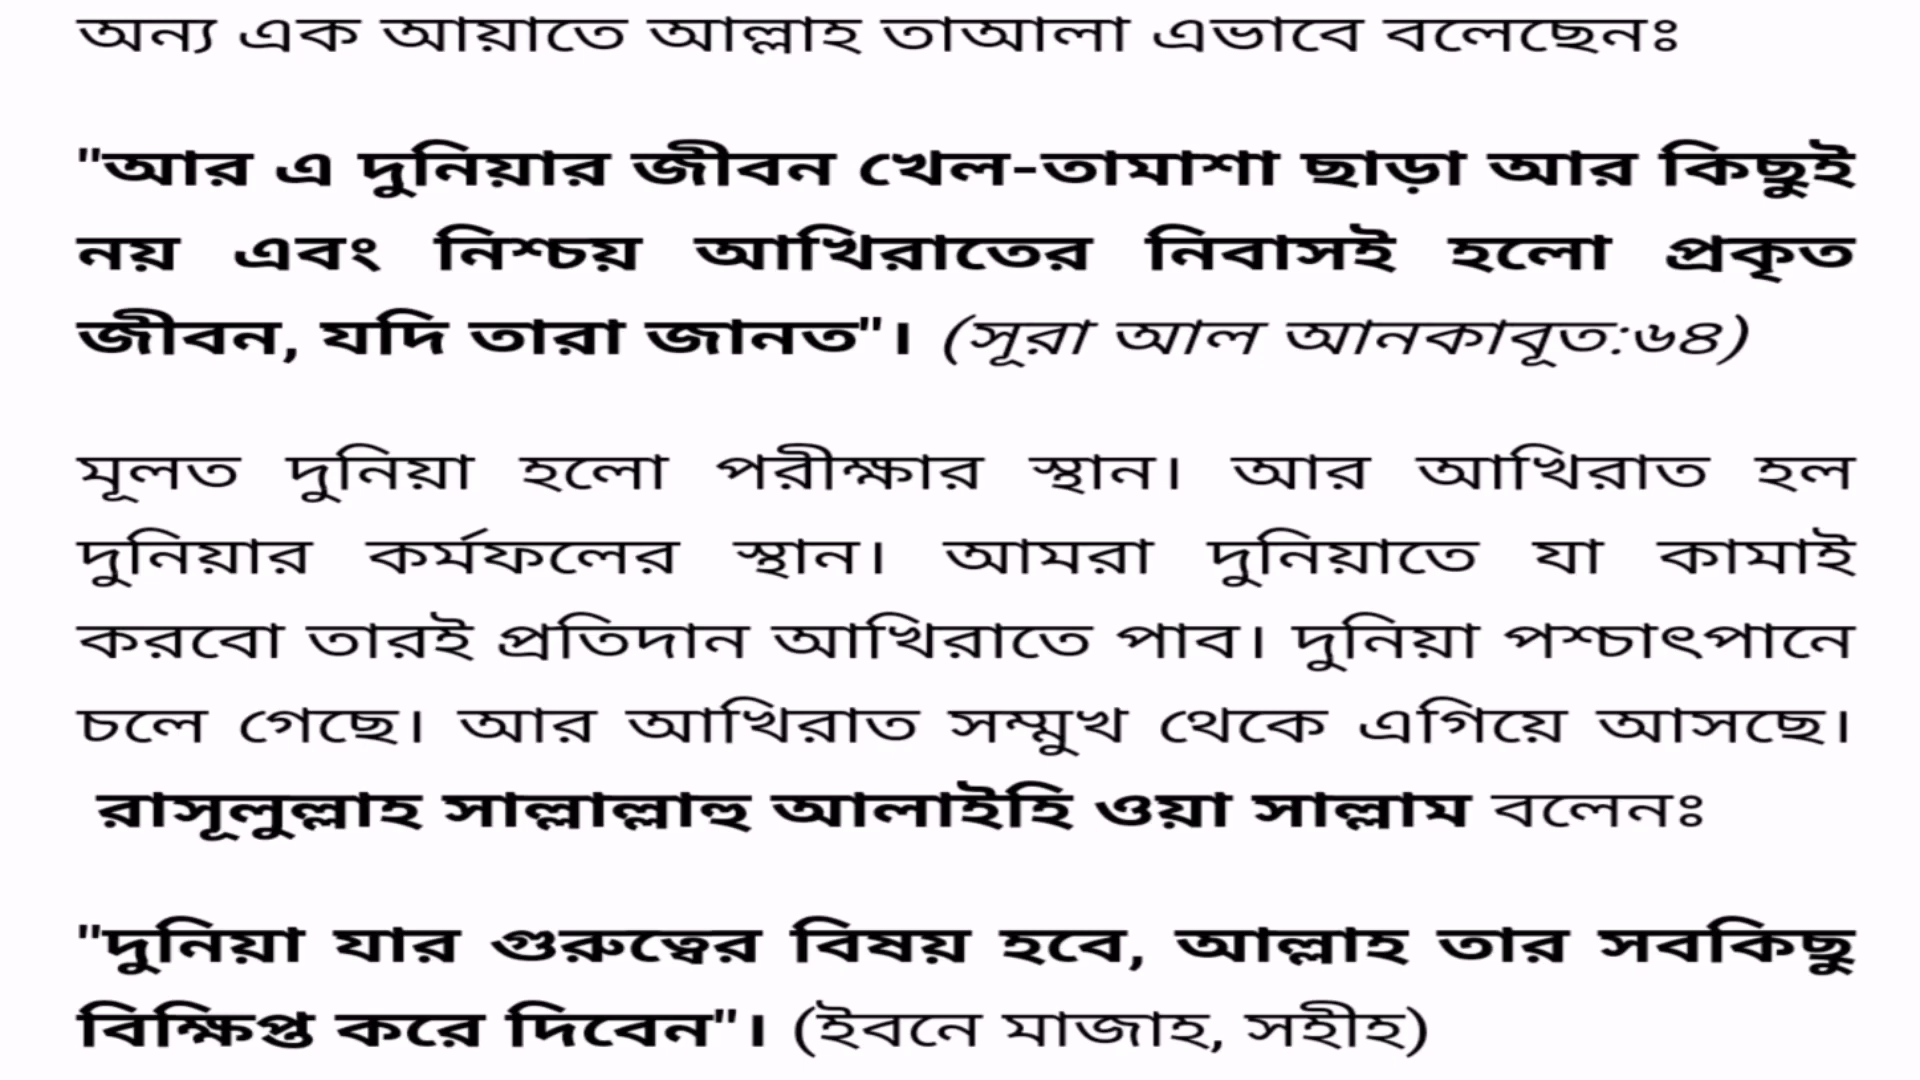 অন্য এক আয়াতে আল্লাহ তাআলা এভাবে বলেছেনঃ
"আর এ দুনিয়ার জীবন খেল-তামাশা ছাড়া আর কিছুই
নয় এবং নিশ্চয় আখিরাতের নিবাসই হলো প্রকৃত
জীবন, যদি তারা জানত"। (সূরা আল আনকাবূত:৬৪)
মূলত দুনিয়া হলো পরীক্ষার স্থান। আর আখিরাত হল
দুনিয়ার কর্মফলের স্থান। আমরা দুনিয়াতে যা কামাই
করবো তারই প্রতিদান আখিরাতে পাব। দুনিয়া পশ্চাৎপানে
চলে গেছে। আর আখিরাত সম্মুখ থেকে এগিয়ে আসছে।
রাসূলুল্লাহ সাল্লাল্লাহু আলাইহি ওয়া সাল্লাম বলেনঃ
"দুনিয়া যার গুরুত্বের বিষয় হবে, আল্লাহ তার সবকিছু
বিক্ষিপ্ত করে দিবেন"। (ইবনে মাজাহ, সহীহ)